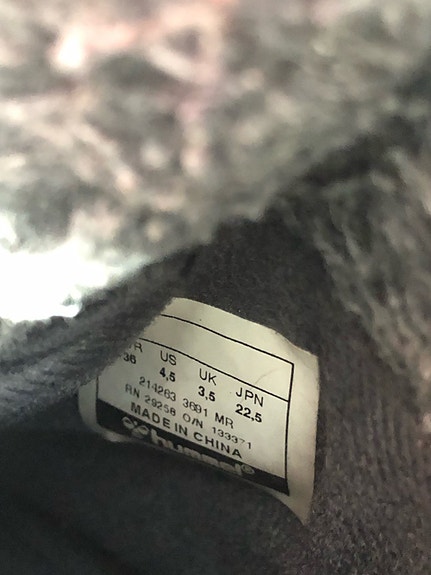 R US UK JPN
36 4,5 3,5 22,5
214263 3691 MR
RN 29258 O/N 133371
MADE IN CHINA
hummel®